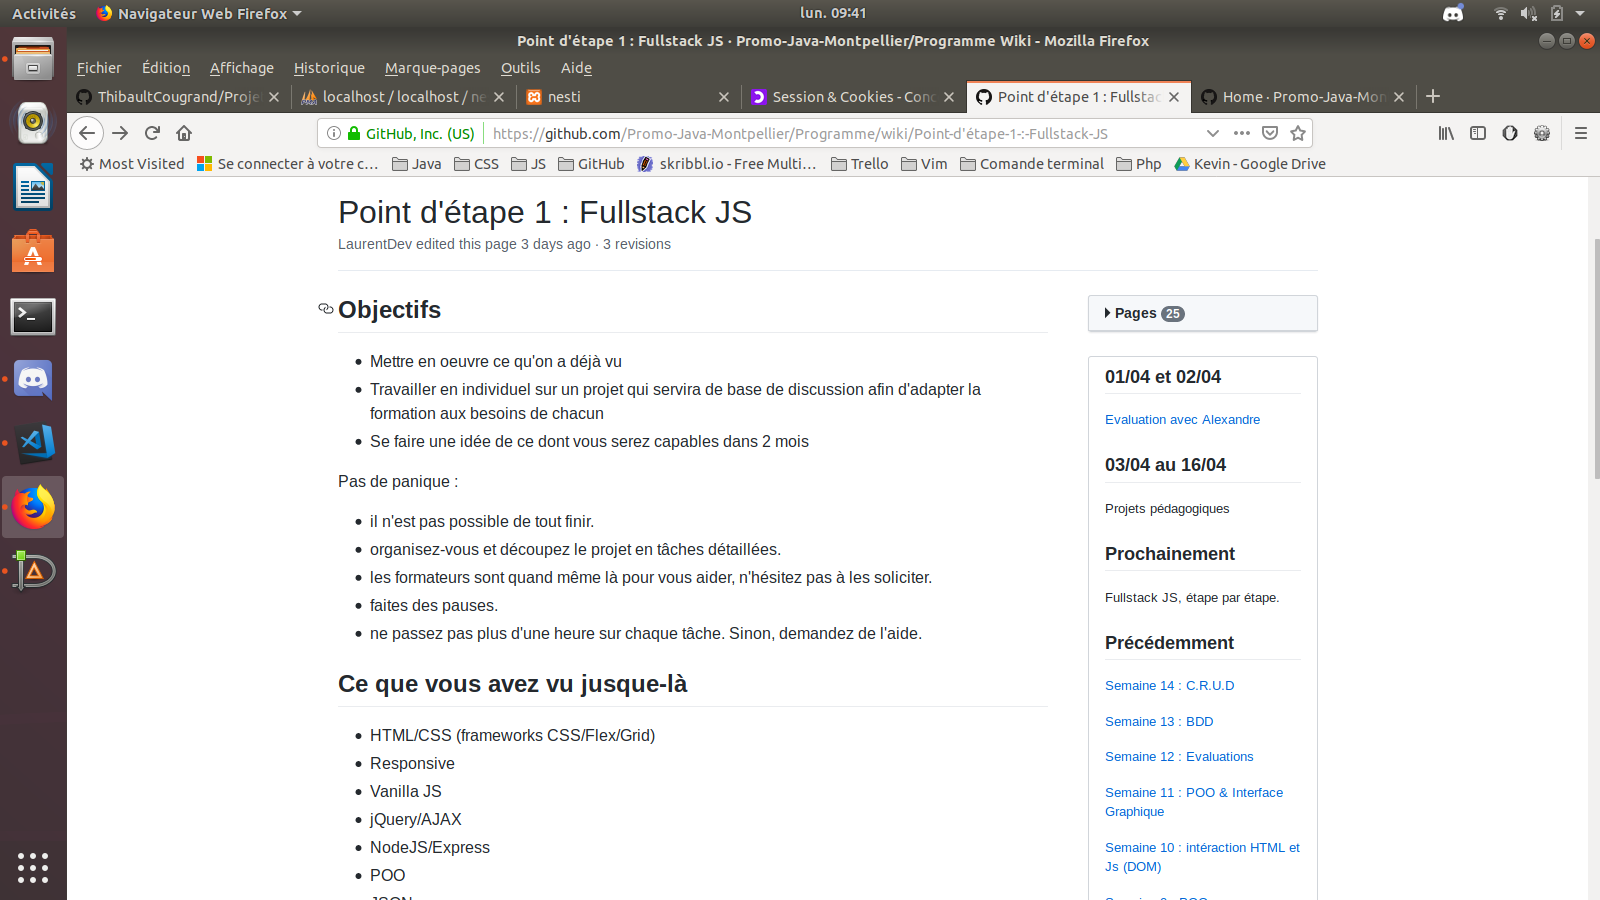 Activités
Navigateur Web Firefox
lun. 09:41
Point d'étape 1 : Fullstack JS · Promo-Java-Montpellier/Programme Wiki - Mozilla Firefox
Fichier Édition Affichage Historique Marque-pages Outils Aide
ThibaultCougrand/Proje
localhost / localhost / ne
nesti
Session & Cookies - Conc
Point d'étape 1 : Fullstac
Home · Promo-Java-Mon
GitHub, Inc. (US)
https://github.com/Promo-Java-Montpellier/Programme/wiki/Point-d'étape-1-:-Fullstack-JS
Most Visited
Se connecter à votre c…
Java
CSS
JS
GitHub
skribbl.io - Free Multi…
Trello
Vim
Comande terminal
Php
Kevin - Google Drive
Point d'étape 1 : Fullstack JS
LaurentDev edited this page 3 days ago · 3 revisions
Objectifs
Mettre en oeuvre ce qu'on a déjà vu
Travailler en individuel sur un projet qui servira de base de discussion afin d'adapter la
formation aux besoins de chacun
Se faire une idée de ce dont vous serez capables dans 2 mois
Pas de panique :
il n'est pas possible de tout finir.
organisez-vous et découpez le projet en tâches détaillées.
les formateurs sont quand même là pour vous aider, n'hésitez pas à les soliciter.
faites des pauses.
ne passez pas plus d'une heure sur chaque tâche. Sinon, demandez de l'aide.
Ce que vous avez vu jusque-là
HTML/CSS (frameworks CSS/Flex/Grid)
Responsive
Vanilla JS
jQuery/AJAX
NodeJS/Express
POO
JSON
Pages 25
01/04 et 02/04
Evaluation avec Alexandre
03/04 au 16/04
Projets pédagogiques
Prochainement
Fullstack JS, étape par étape.
Précédemment
Semaine 14 : C.R.U.D
Semaine 13 : BDD
Semaine 12 : Evaluations
Semaine 11 : POO & Interface
Graphique
Semaine 10 : intéraction HTML et
Js (DOM)